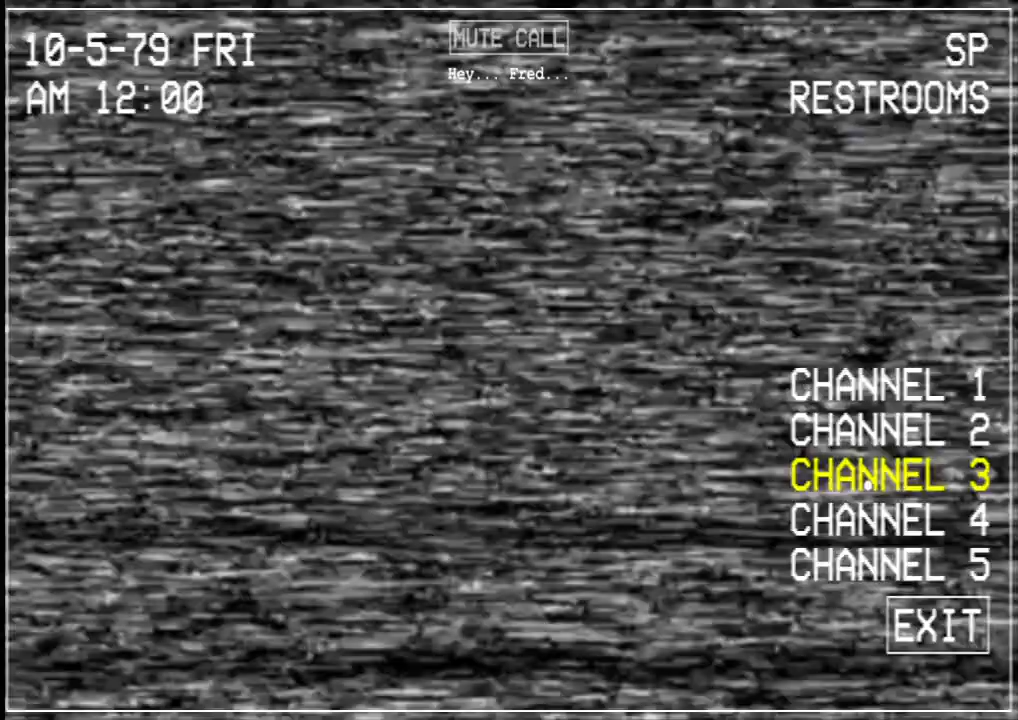 10-5-79 FRI
AM 12:00
MUTE CALL
Hey... Fred...
SP
RESTROOMS
CHANNEL 1
CHANNEL 2
CHANNEL 3
CHANNEL 4
CHANNEL 5
EXIT